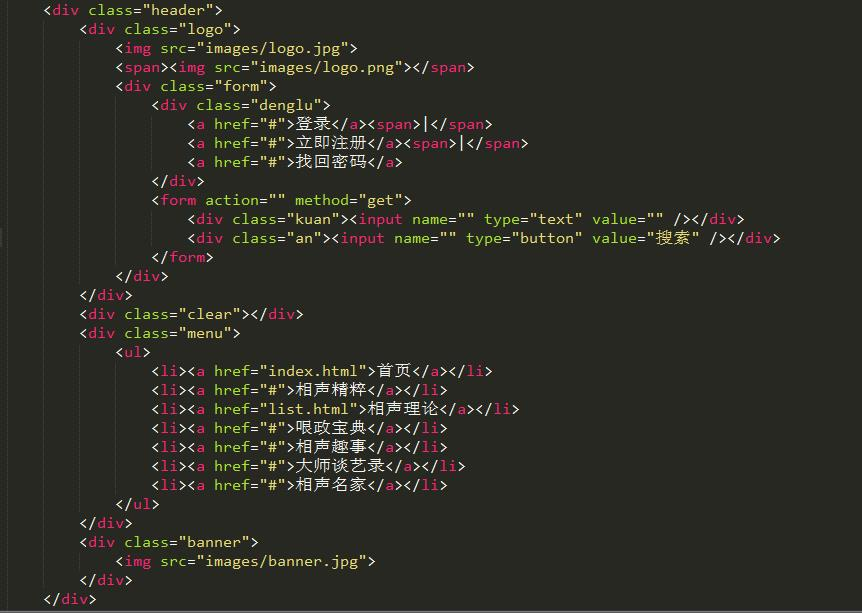 <div class="header">
<div class="logo">
<img src="images/logo.jpg">
<span><img src="images/logo.png"></span>
<div class="form">
<div class="denglu">
<a href="#">登录</a><span>|</span>
<a href="#">立即注册</a><span>|</span>
<a href="#">找回密码</a>
</div>
<form action="" method="get">
<div class="kuan"><input name="" type="text" value="" /></div>
<div class="an"><input name="" type="button" value="搜索" /></div>
</form>
</div>
</div>
<div class="clear"></div>
<div class="menu">
<ul>
<li><a href="index.html">首页</a></li>
<li><a href="#">相声精粹</a></li>
<li><a href="list.html">相声理论</a></li>
<li><a href="#">哏政宝典</a></li>
<li><a href="#">相声趣事</a></li>
<li><a href="#">大师谈艺录</a></li>
<li><a href="#">相声名家</a></li>
</ul>
</div>
<div class="banner">
<img src="images/banner.jpg">
</div>
</div>